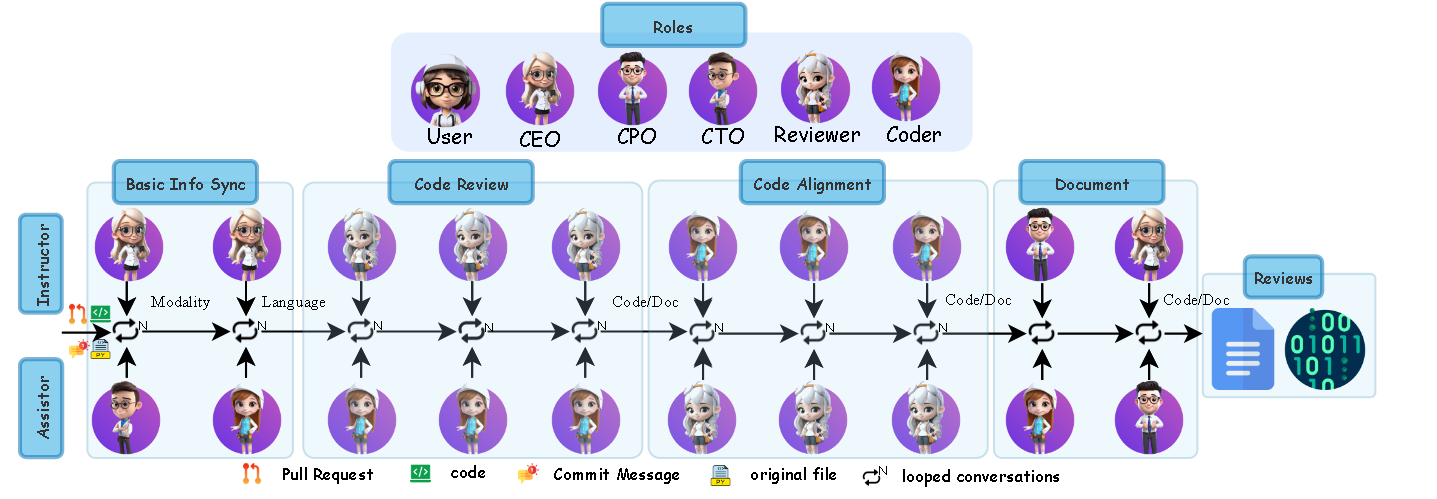 Roles
User
CEO
CPO
CTO
Reviewer
Coder
Basic Info Sync
Code Review
Code Alignment
Document
Instructor
Assistor
Reviews
Modality
Language
Code/Doc
Code/Doc
Code/Doc
N
N
N
N
N
N
N
N
PY
00
01011
101
10
Pull Request
code
Commit Message
PY
original file
N
looped conversations